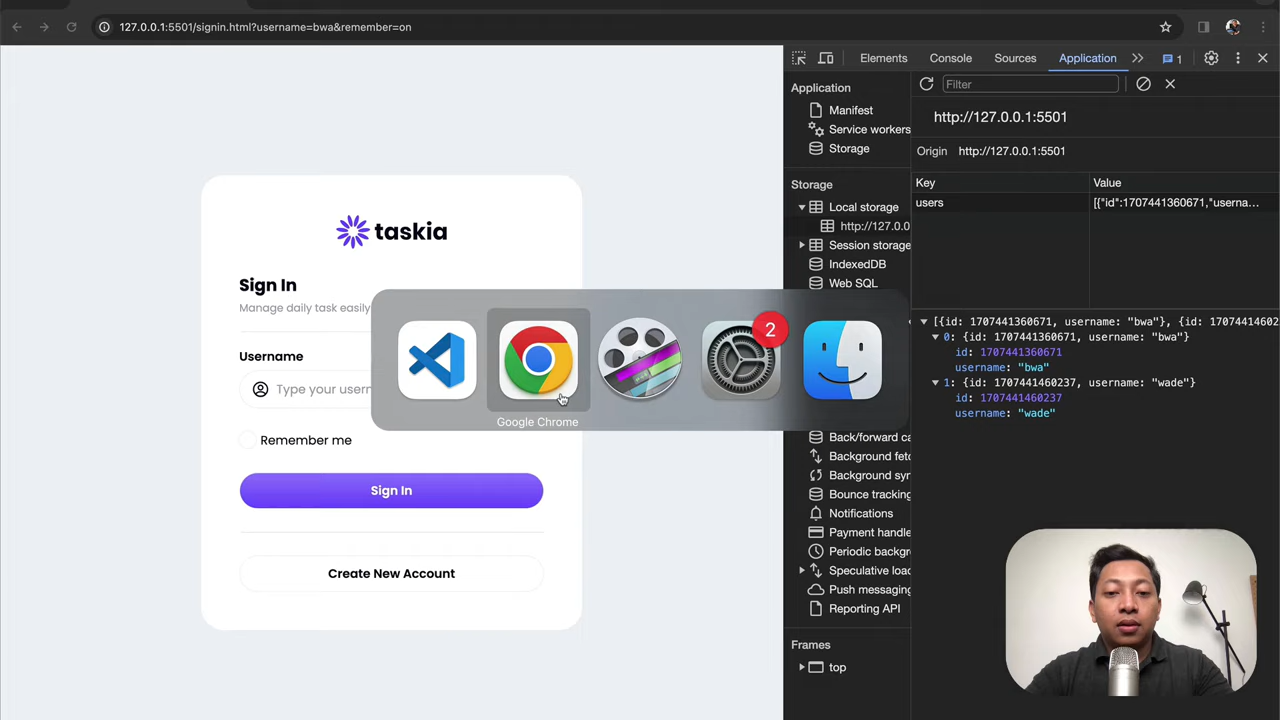 127.0.0.1:5501/signin.html?username=bwa&remember=on
Elements
Console
Sources
Application
1
Application
Manifest
Service workers
Storage
Storage
Local storage
http://127.0.0
Session storage
IndexedDB
Web SQL
Back/forward ca
Background fetc
Background sync
Bounce tracking
Notifications
Payment handle
Periodic backgr
Speculative load
Push messaging
Reporting API
Frames
top
Filter
http://127.0.0.1:5501
Origin http://127.0.0.1:5501
Key Value
users [{"id":1707441360671,"userna...
[{id: 1707441360671, username: "bwa"}, {id: 17074414602
0: {id: 1707441360671, username: "bwa"}
id: 1707441360671
username: "bwa"
1: {id: 1707441460237, username: "wade"}
id: 1707441460237
username: "wade"
taskia
Sign In
Manage daily task easily
Username
Type your usern
Remember me
Sign In
Create New Account
2
Google Chrome